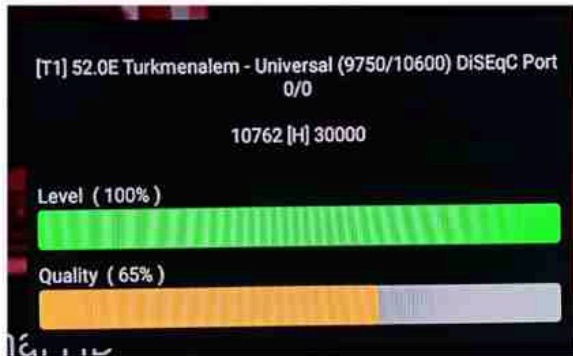 [T1] 52.0E Turkmenalem - Universal (9750/10600) DiSEqC Port
0/0
10762 [H] 30000
Level ( 100% )
Quality ( 65% )